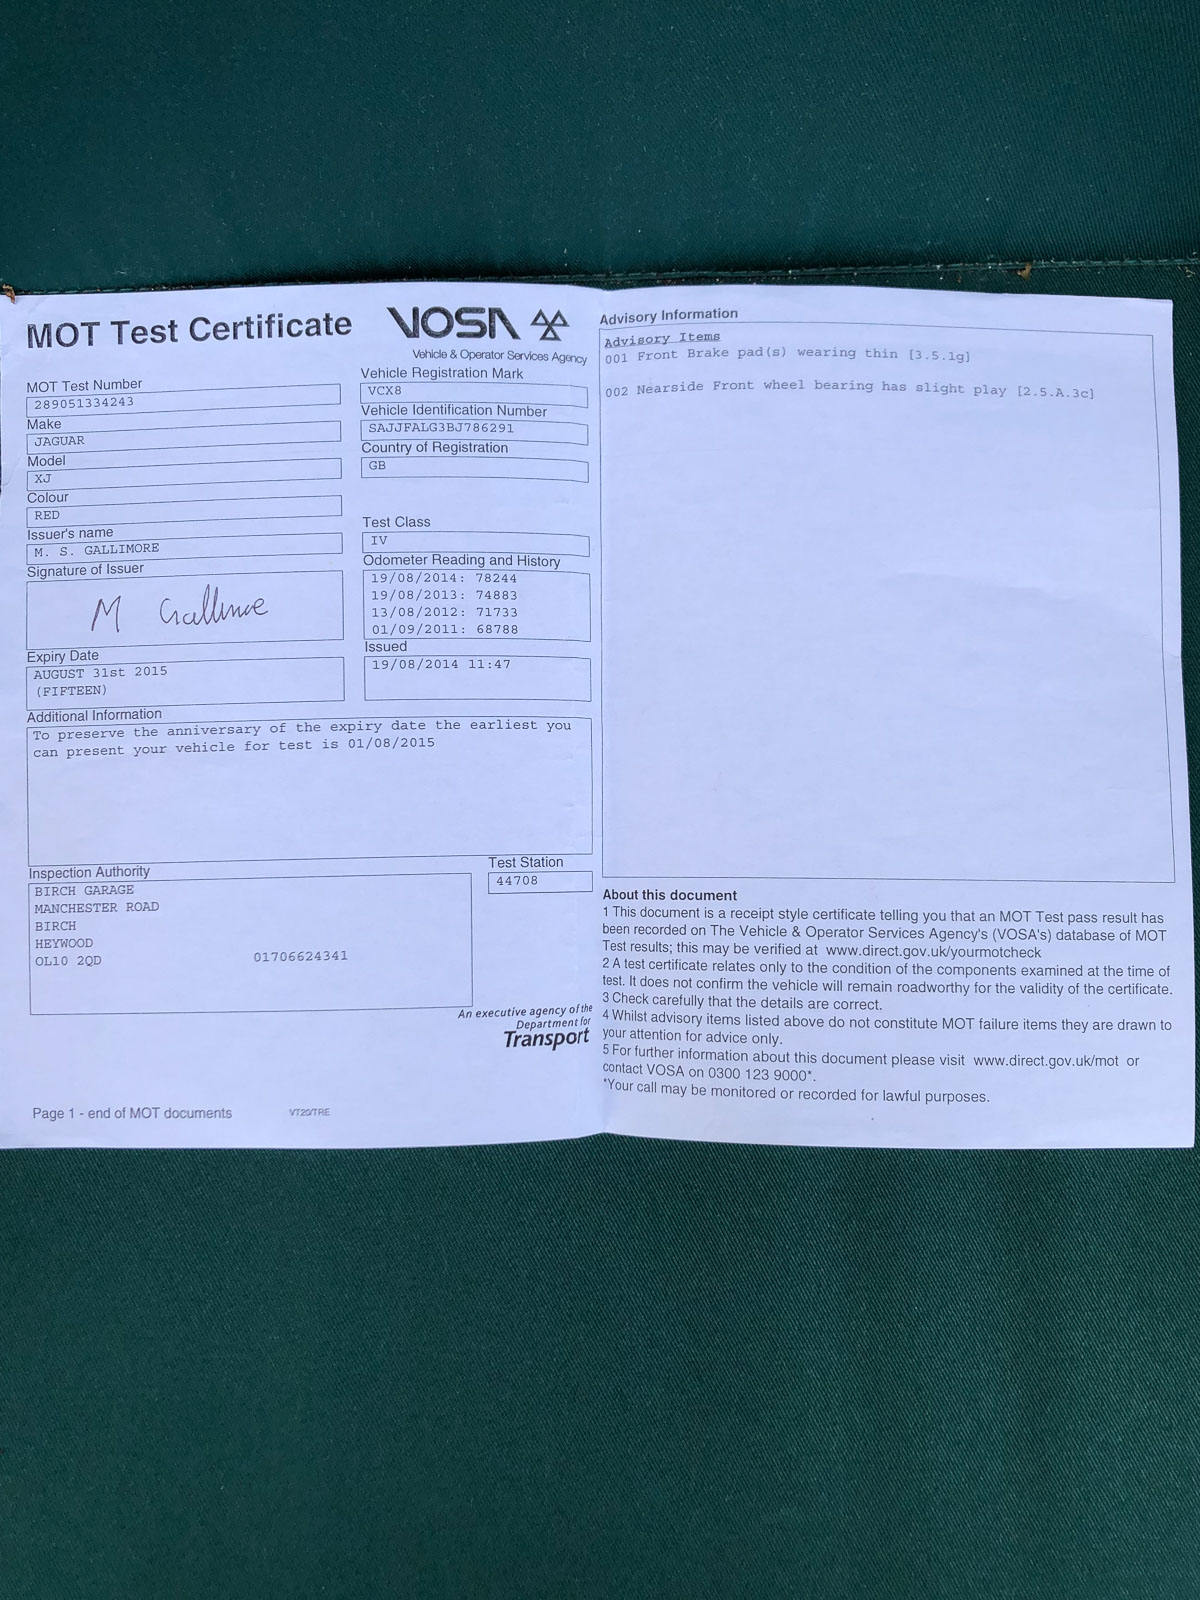 MOT Test Certificate
VOSA
Vehicle & Operator Services Agency
MOT Test Number
289051334243
Make
JAGUAR
Model
XJ
Colour
RED
Issuer's name
M. S. GALLIMORE
Signature of Issuer
M Gallimore
Expiry Date
AUGUST 31st 2015
(FIFTEEN)
Vehicle Registration Mark
VCX8
Vehicle Identification Number
SAJJFALG3BJ786291
Country of Registration
GB
Test Class
IV
Odometer Reading and History
19/08/2014: 78244
19/08/2013: 74883
13/08/2012: 71733
01/09/2011: 68788
Issued
19/08/2014 11:47
Additional Information
To preserve the anniversary of the expiry date the earliest you
can present your vehicle for test is 01/08/2015
Inspection Authority
BIRCH GARAGE
MANCHESTER ROAD
BIRCH
HEYWOOD
OL10 2QD 01706624341
Test Station
44708
An executive agency of the
Department for
Transport
Page 1 - end of MOT documents VT20/TRE
Advisory Information
Advisory Items
001 Front Brake pad(s) wearing thin [3.5.1g]
002 Nearside Front wheel bearing has slight play [2.5.A.3c]
About this document
1 This document is a receipt style certificate telling you that an MOT Test pass result has
been recorded on The Vehicle & Operator Services Agency's (VOSA's) database of MOT
Test results; this may be verified at www.direct.gov.uk/yourmotcheck
2 A test certificate relates only to the condition of the components examined at the time of
test. It does not confirm the vehicle will remain roadworthy for the validity of the certificate.
3 Check carefully that the details are correct.
4 Whilst advisory items listed above do not constitute MOT failure items they are drawn to
your attention for advice only.
5 For further information about this document please visit www.direct.gov.uk/mot or
contact VOSA on 0300 123 9000*.
*Your call may be monitored or recorded for lawful purposes.